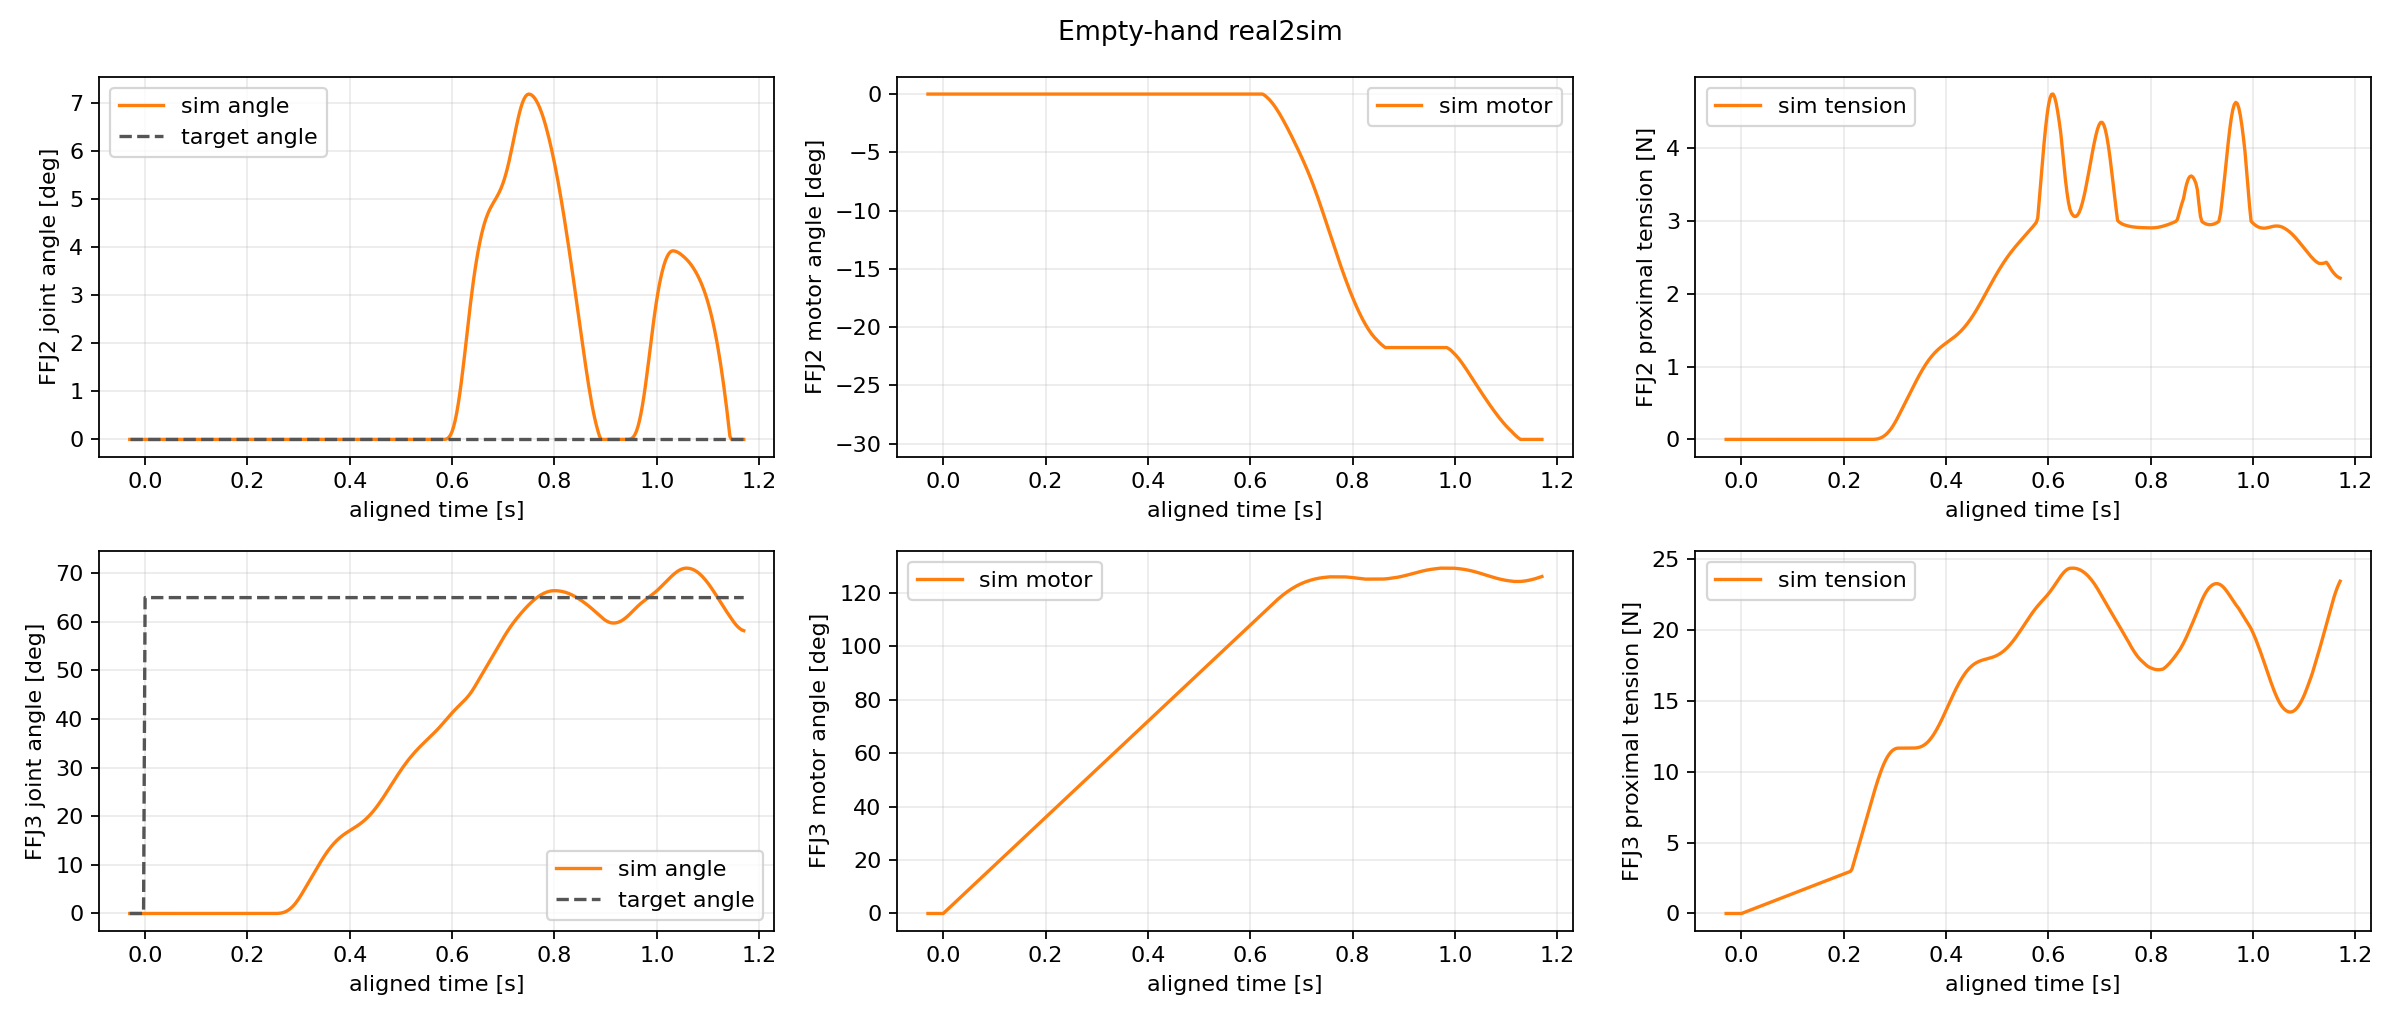 Empty-hand real2sim
FFJ2 joint angle [deg]
7
6
5
4
3
2
1
0
sim angle
target angle
0.0 0.2 0.4 0.6 0.8 1.0 1.2
aligned time [s]
FFJ2 motor angle [deg]
0
−5
−10
−15
−20
−25
−30
sim motor
0.0 0.2 0.4 0.6 0.8 1.0 1.2
aligned time [s]
FFJ2 proximal tension [N]
4
3
2
1
0
sim tension
0.0 0.2 0.4 0.6 0.8 1.0 1.2
aligned time [s]
FFJ3 joint angle [deg]
70
60
50
40
30
20
10
0
sim angle
target angle
0.0 0.2 0.4 0.6 0.8 1.0 1.2
aligned time [s]
FFJ3 motor angle [deg]
120
100
80
60
40
20
0
sim motor
0.0 0.2 0.4 0.6 0.8 1.0 1.2
aligned time [s]
FFJ3 proximal tension [N]
25
20
15
10
5
0
sim tension
0.0 0.2 0.4 0.6 0.8 1.0 1.2
aligned time [s]